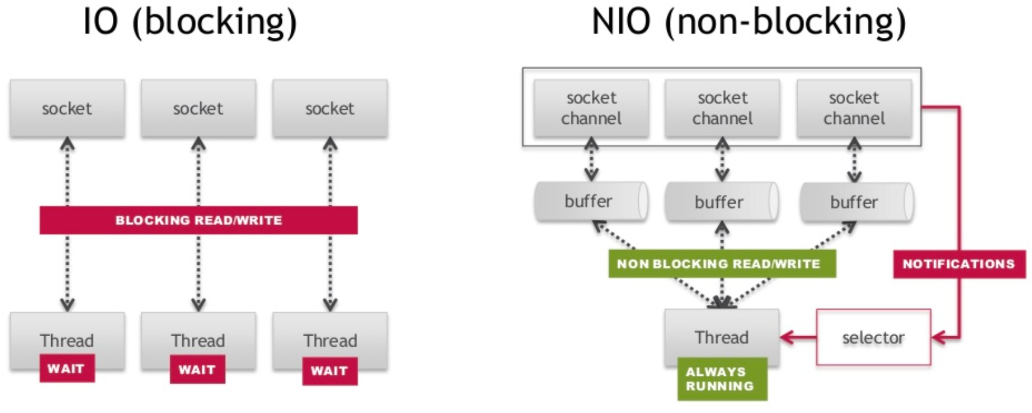 IO (blocking)
socket
socket
socket
BLOCKING READ/WRITE
Thread
WAIT
Thread
WAIT
Thread
WAIT
NIO (non-blocking)
socket
channel
socket
channel
socket
channel
buffer
buffer
buffer
NON BLOCKING READ/WRITE
NOTIFICATIONS
Thread
ALWAYS
RUNNING
selector